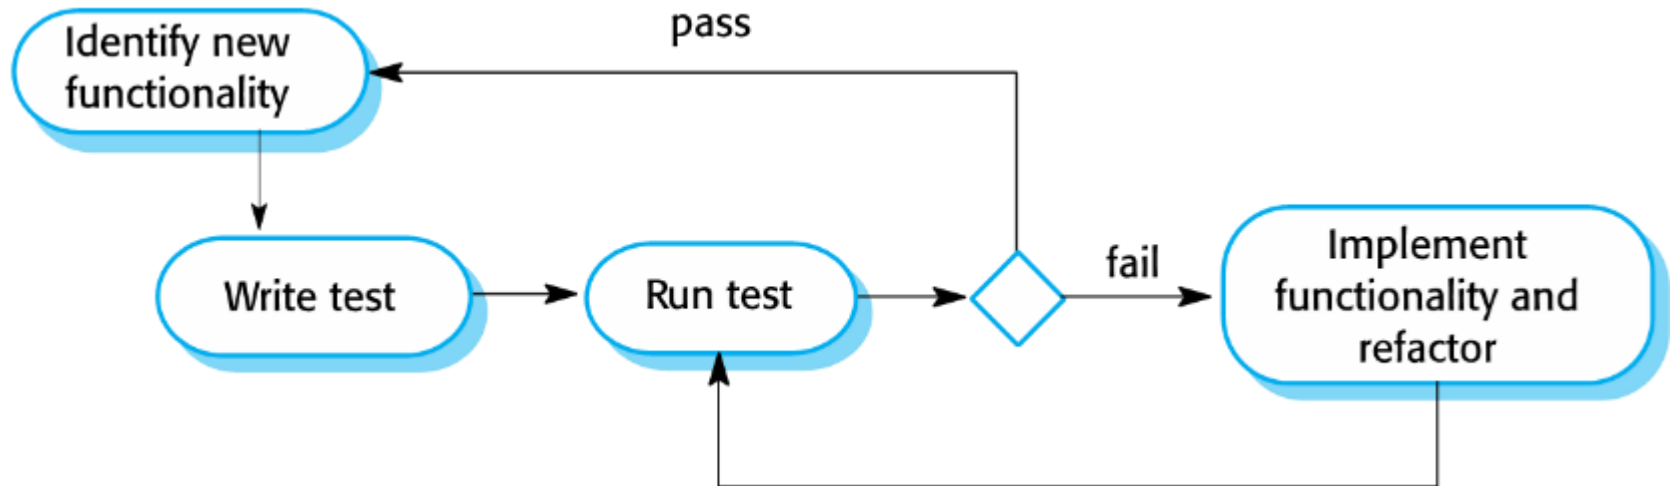 pass
Identify new
functionality
Write test
Run test
fail
Implement
functionality and
refactor